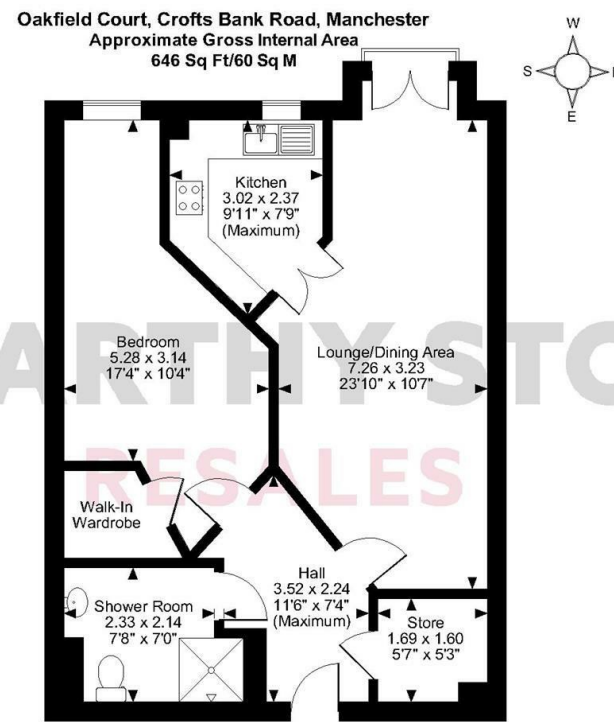 Oakfield Court, Crofts Bank Road, Manchester
Approximate Gross Internal Area
646 Sq Ft/60 Sq M
W
S
E
Kitchen
3.02 x 2.37
9'11" x 7'9"
(Maximum)
Bedroom
5.28 x 3.14
17'4" x 10'4"
Lounge/Dining Area
7.26 x 3.23
23'10" x 10'7"
ARTHY STO
RESALES
Walk-In
Wardrobe
Hall
3.52 x 2.24
11'6" x 7'4"
(Maximum)
Shower Room
2.33 x 2.14
7'8" x 7'0"
Store
1.69 x 1.60
5'7" x 5'3"